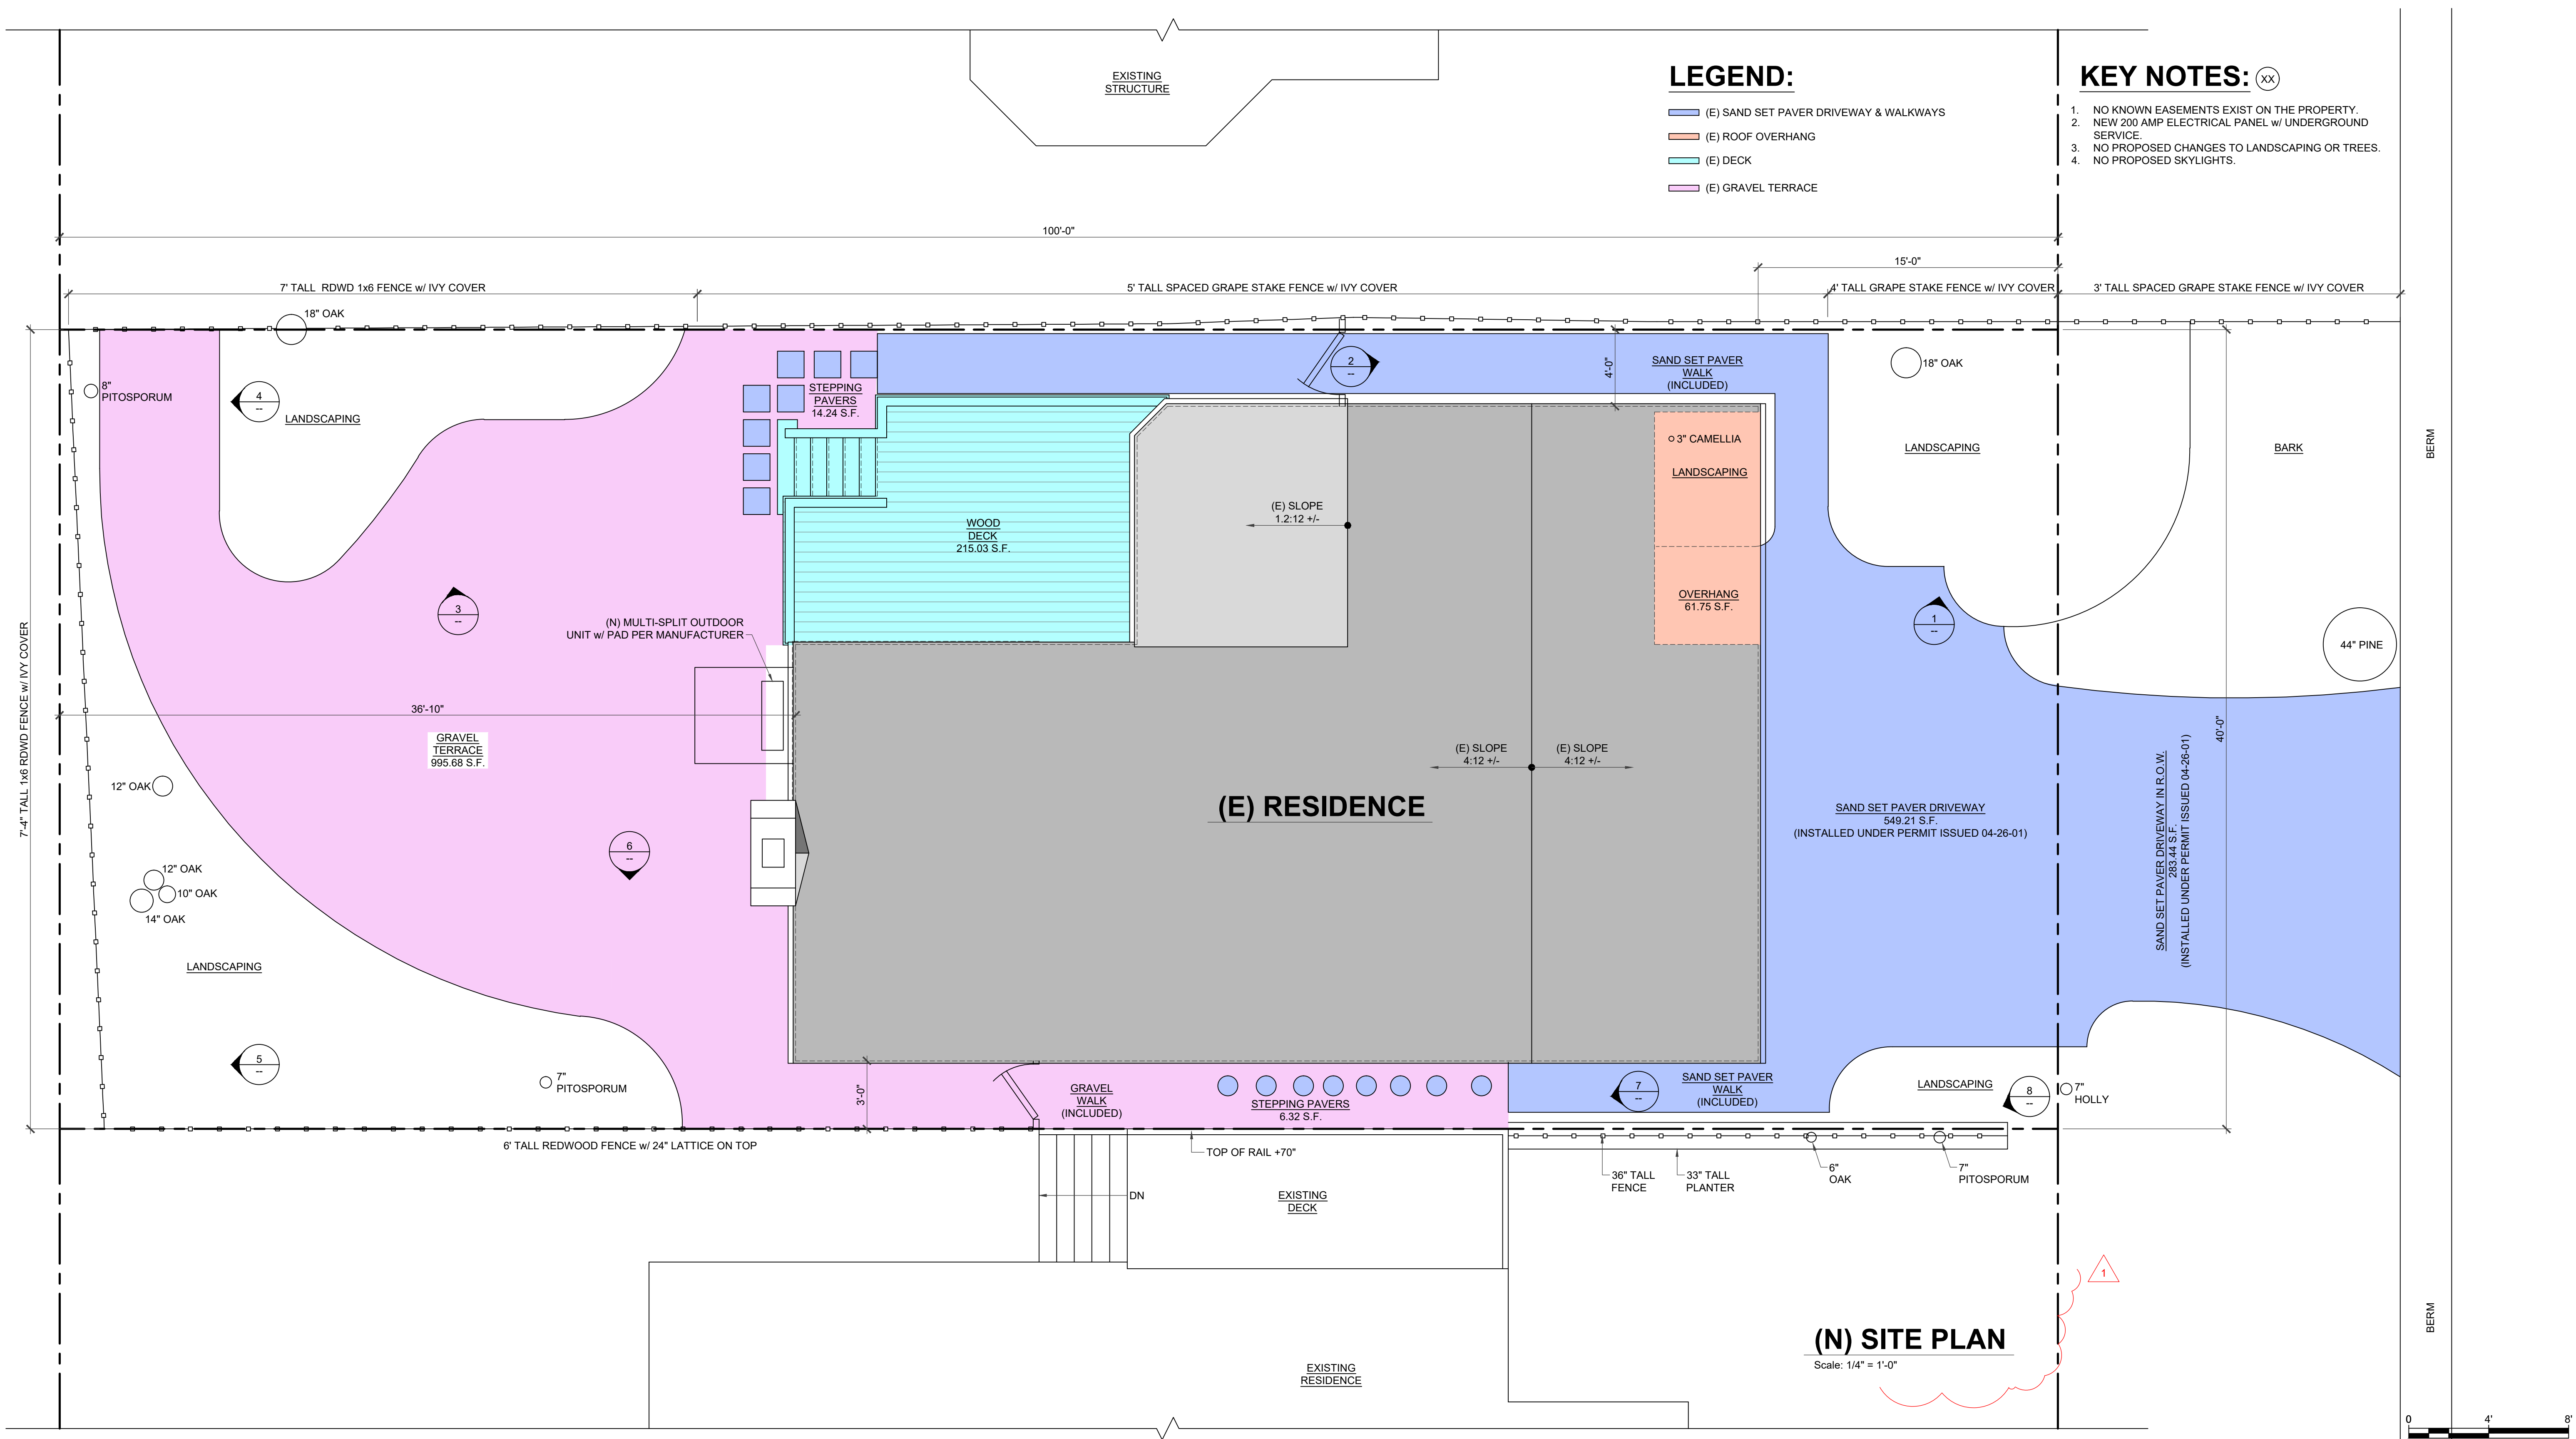 EXISTING
STRUCTURE
LEGEND:
(E) SAND SET PAVER DRIVEWAY & WALKWAYS
(E) ROOF OVERHANG
(E) DECK
(E) GRAVEL TERRACE
KEY NOTES: XX
1. NO KNOWN EASEMENTS EXIST ON THE PROPERTY.
2. NEW 200 AMP ELECTRICAL PANEL w/ UNDERGROUND
SERVICE.
3. NO PROPOSED CHANGES TO LANDSCAPING OR TREES.
4. NO PROPOSED SKYLIGHTS.
100'-0"
15'-0"
7' TALL RDWD 1x6 FENCE w/ IVY COVER
5' TALL SPACED GRAPE STAKE FENCE w/ IVY COVER
4' TALL GRAPE STAKE FENCE w/ IVY COVER
3' TALL SPACED GRAPE STAKE FENCE w/ IVY COVER
18" OAK
8"
PITOSPORUM
4
--
LANDSCAPING
STEPPING
PAVERS
14.24 S.F.
2
--
4'-0"
SAND SET PAVER
WALK
(INCLUDED)
18" OAK
LANDSCAPING
BARK
BERM
3" CAMELLIA
LANDSCAPING
(E) SLOPE
1.2:12 +/-
WOOD
DECK
215.03 S.F.
OVERHANG
61.75 S.F.
3
--
1
--
(N) MULTI-SPLIT OUTDOOR
UNIT w/ PAD PER MANUFACTURER
44" PINE
7'-4" TALL 1x6 RDWD FENCE w/ IVY COVER
36'-10"
40'-0"
GRAVEL
TERRACE
995.68 S.F.
(E) SLOPE
4:12 +/-
(E) SLOPE
4:12 +/-
12" OAK
(E) RESIDENCE
SAND SET PAVER DRIVEWAY
549.21 S.F.
(INSTALLED UNDER PERMIT ISSUED 04-26-01)
SAND SET PAVER DRIVEWAY IN R.O.W.
283.44 S.F.
(INSTALLED UNDER PERMIT ISSUED 04-26-01)
6
--
12" OAK
10" OAK
14" OAK
LANDSCAPING
5
--
7"
PITOSPORUM
3'-0"
GRAVEL
WALK
(INCLUDED)
STEPPING PAVERS
6.32 S.F.
7
--
SAND SET PAVER
WALK
(INCLUDED)
LANDSCAPING
8
--
7"
HOLLY
6' TALL REDWOOD FENCE w/ 24" LATTICE ON TOP
TOP OF RAIL +70"
36" TALL
FENCE
33" TALL
PLANTER
6"
OAK
7"
PITOSPORUM
DN
EXISTING
DECK
1
BERM
(N) SITE PLAN
Scale: 1/4" = 1'-0"
EXISTING
RESIDENCE
0 4' 8'